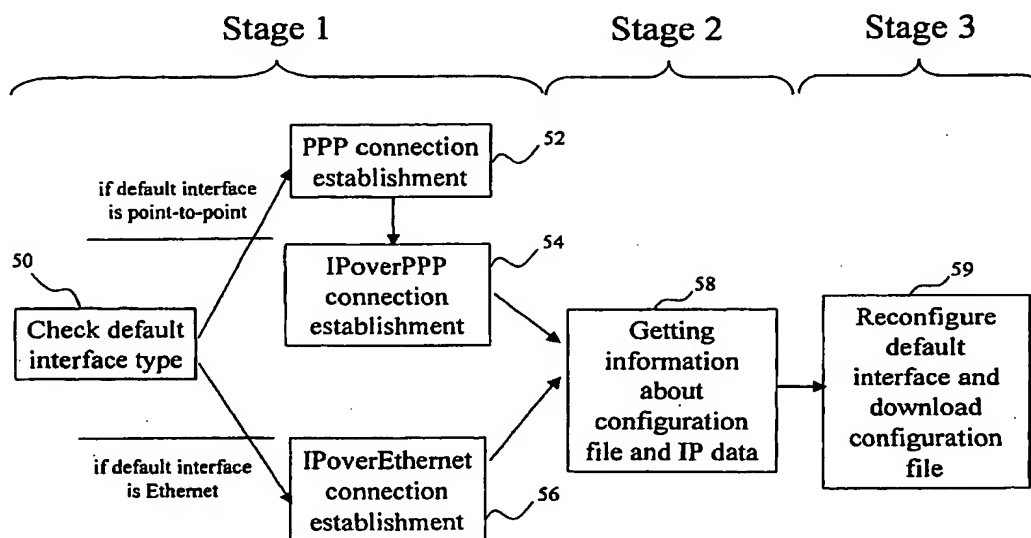 Stage 1
Stage 2
Stage 3
PPP connection
establishment
52
if default interface
is point-to-point
50
Check default
interface type
IPoverPPP
connection
establishment
54
if default interface
is Ethernet
IPoverEthernet
connection
establishment
56
58
Getting
information
about
configuration
file and IP data
59
Reconfigure
default
interface and
download
configuration
file